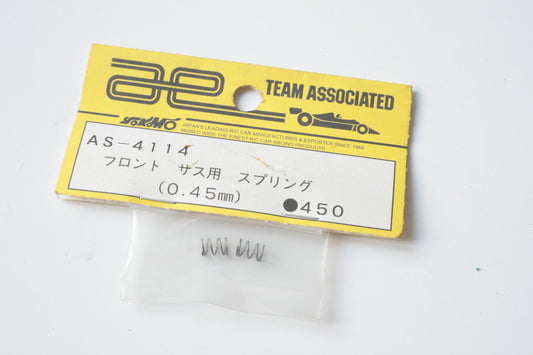 ae
TEAM ASSOCIATED
YOKOMO
JAPAN'S LEADING R/C CAR MANUFACTURER & EXPORTER SINCE 1965
WORLD WIDE THE FINEST R/C CAR RACING PRODUCTS
AS-4114
フロント サス用 スプリング
(0.45mm)
●450